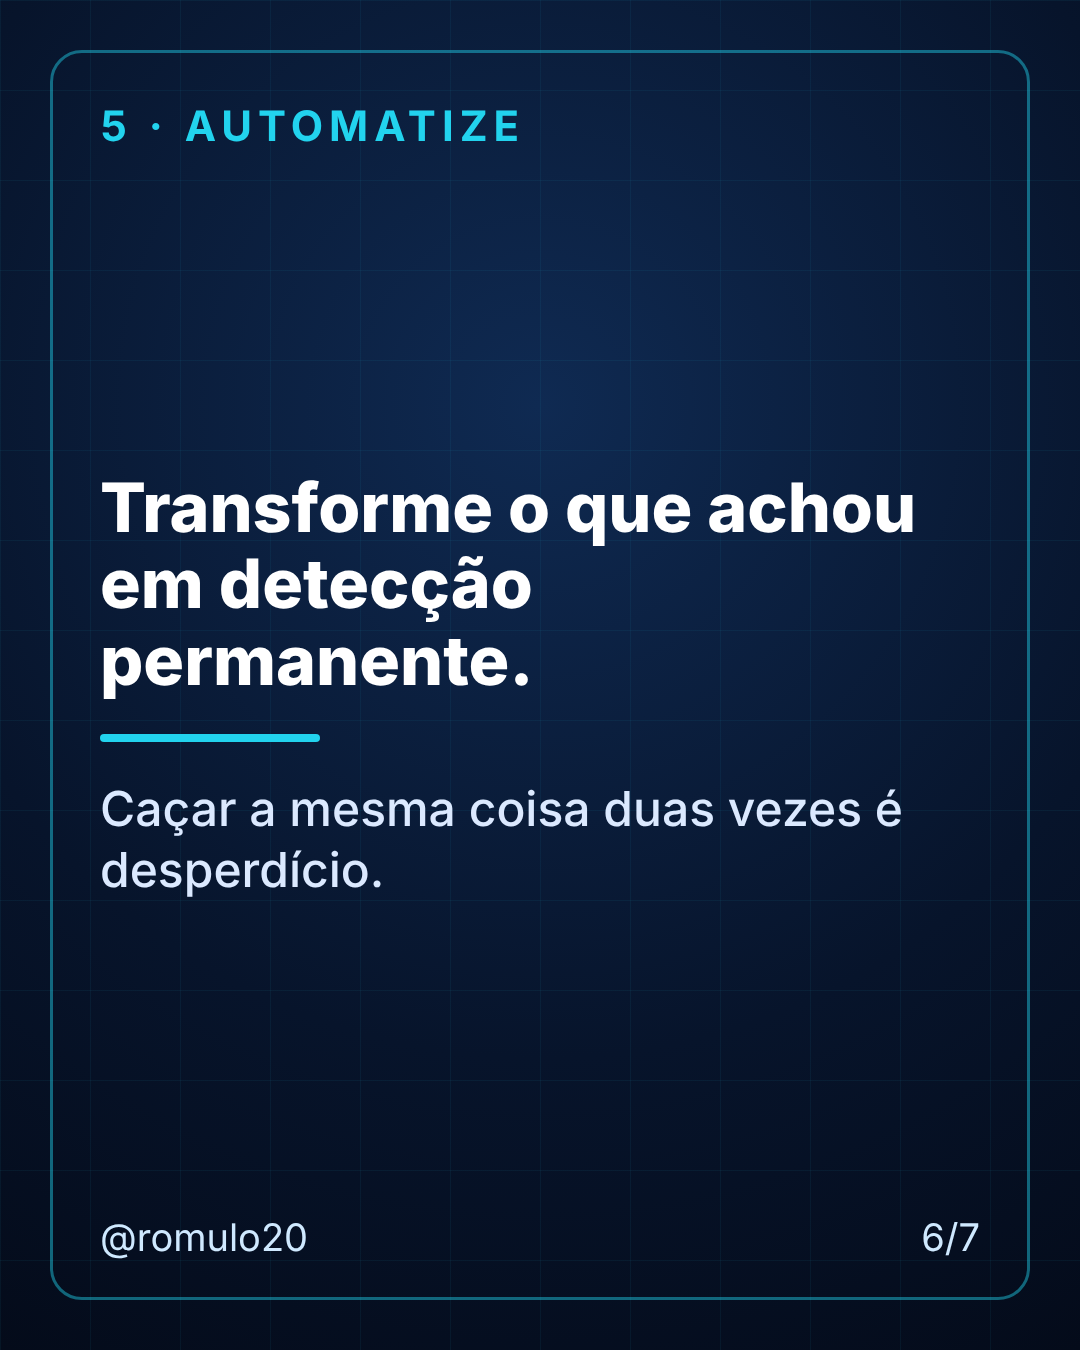 5 · AUTOMATIZE
Transforme o que achou
em detecção
permanente.
Caçar a mesma coisa duas vezes é
desperdício.
@romulo20
6/7